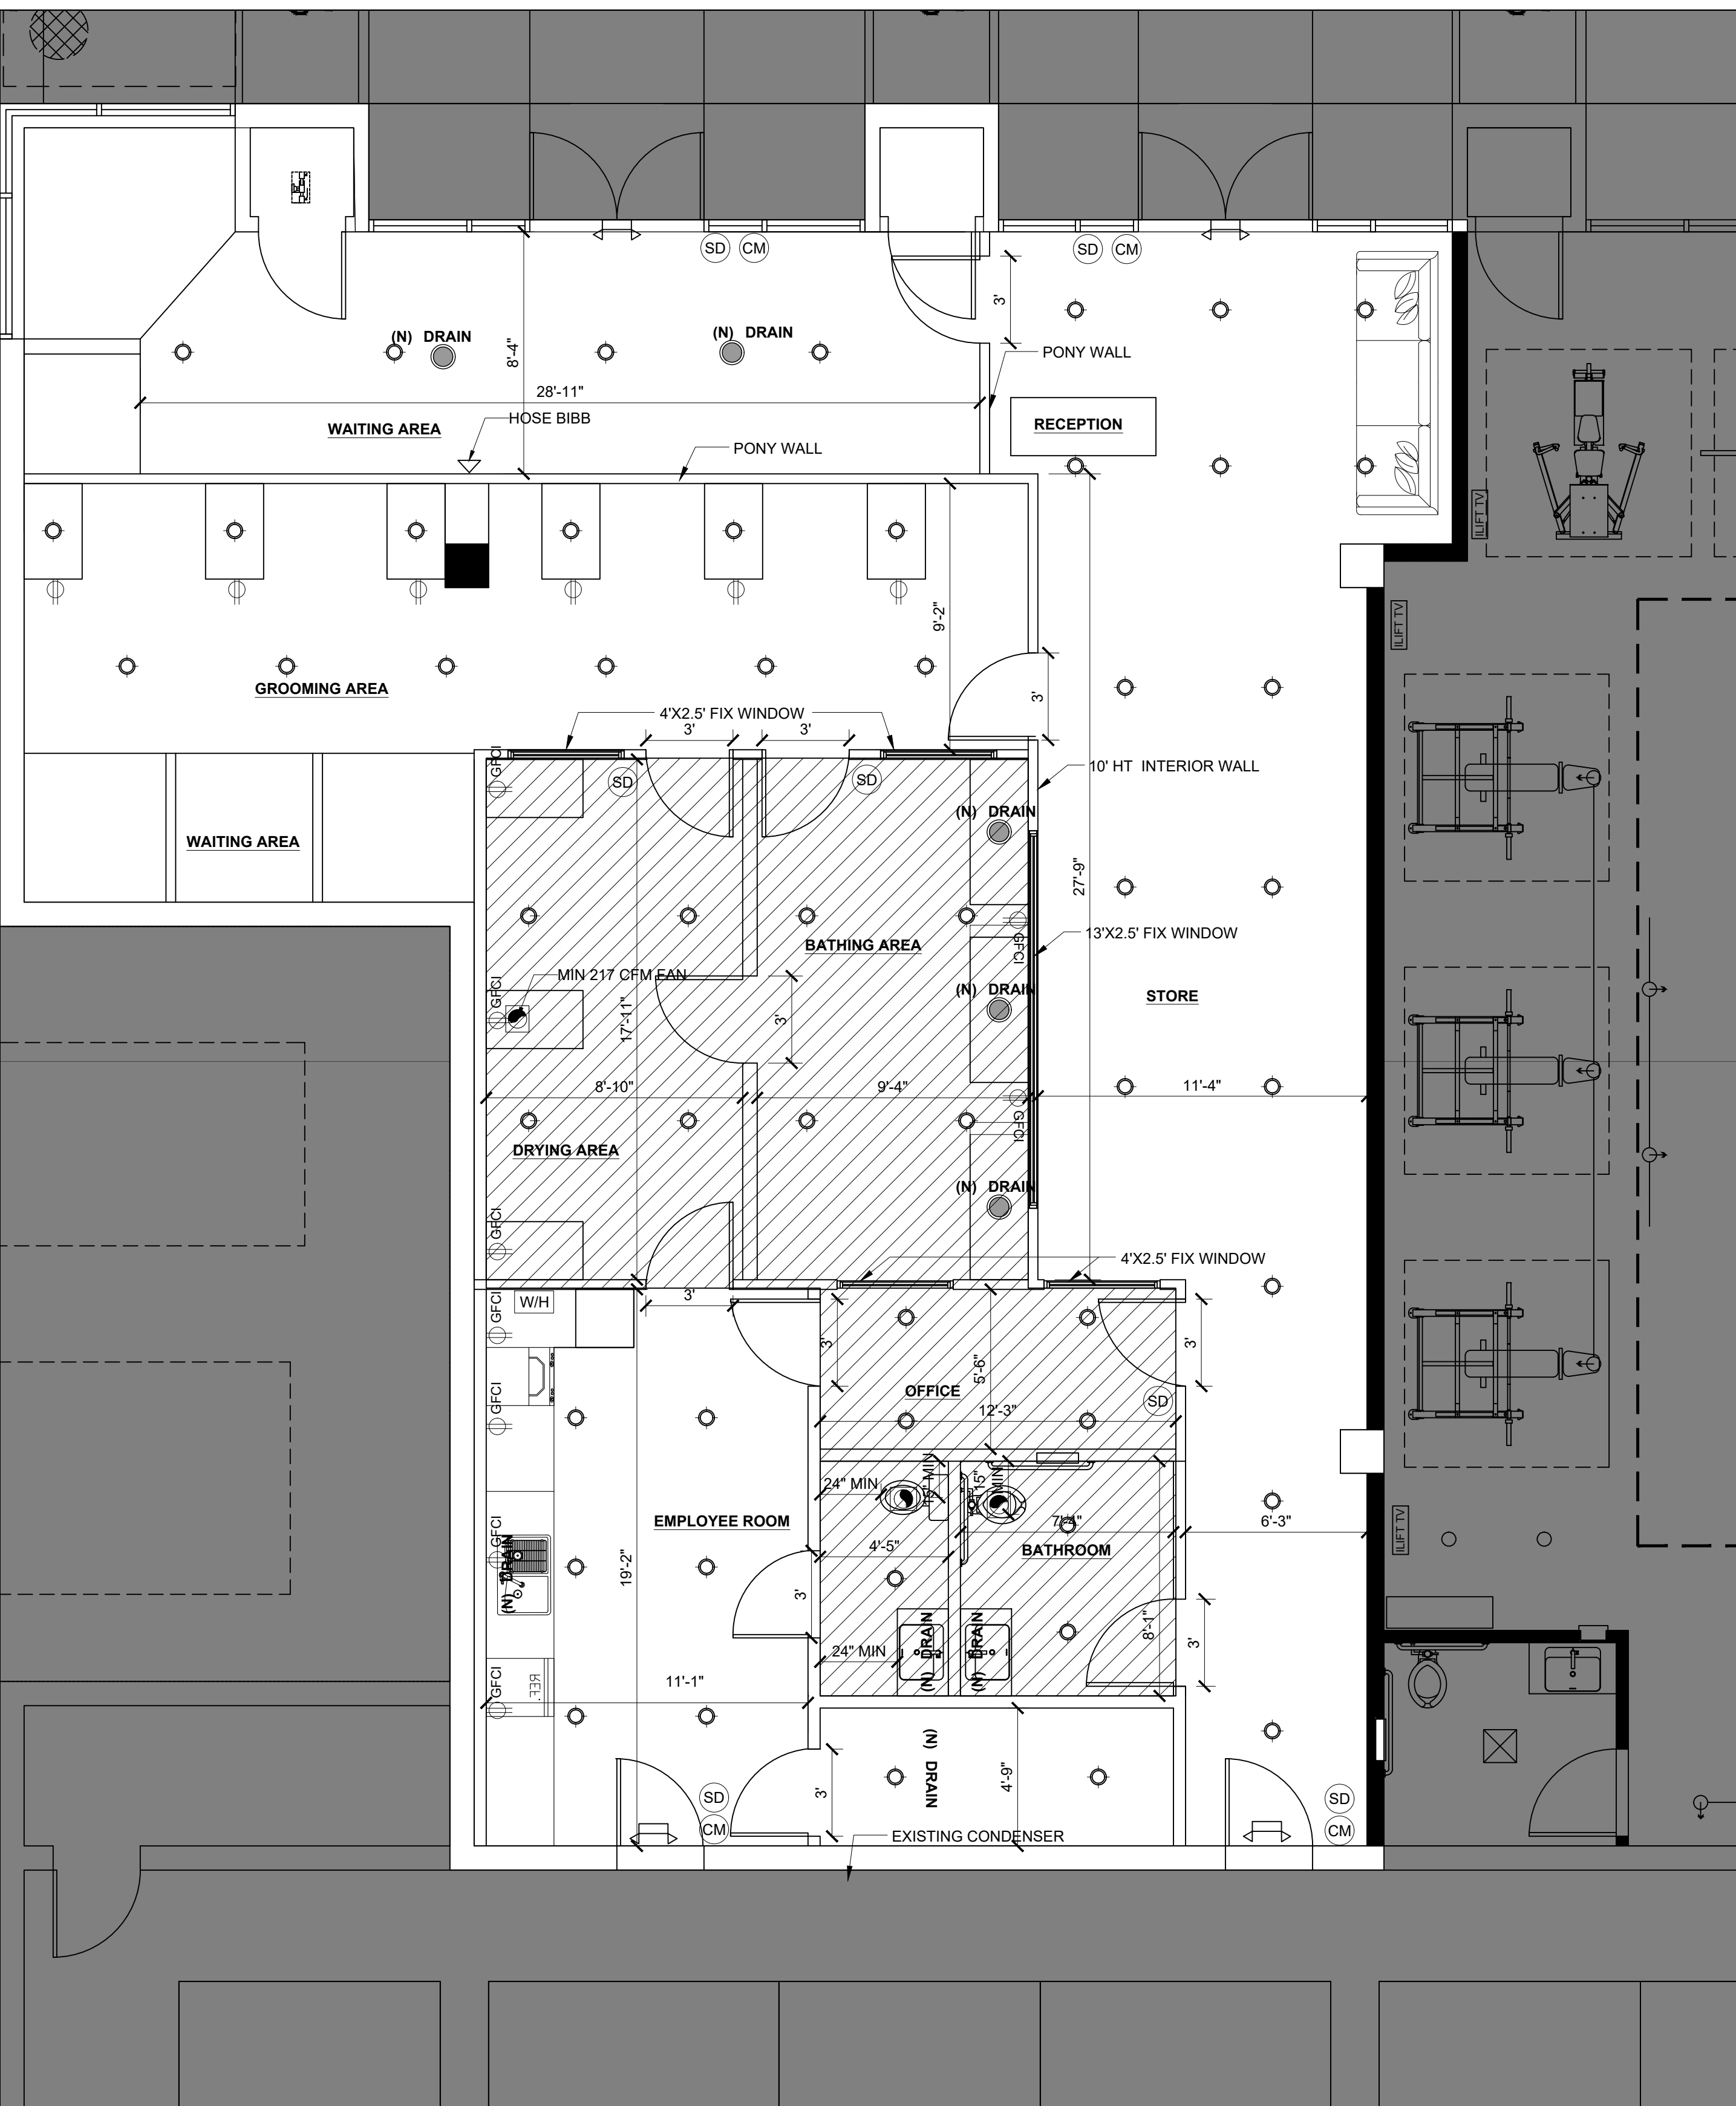 SD
CM
SD
CM
3'
(N) DRAIN
(N) DRAIN
8'-4"
PONY WALL
28'-11"
HOSE BIBB
WAITING AREA
RECEPTION
PONY WALL
ILIFT TV
9'-2"
ILIFT TV
GROOMING AREA
3'
4'X2.5' FIX WINDOW
3'
3'
GFCI
SD
SD
10' HT INTERIOR WALL
(N) DRAIN
WAITING AREA
27'-9"
BATHING AREA
GFCI
13'X2.5' FIX WINDOW
MIN 217 CFM FAN
GFCI
(N) DRAIN
STORE
17'-11"
3'
8'-10"
9'-4"
11'-4"
GFCI
DRYING AREA
(N) DRAIN
GFCI
4'X2.5' FIX WINDOW
W/H
GFCI
3'
3'
5'-6"
3'
GFCI
OFFICE
12'-3"
SD
24" MIN
15" MIN
15" MIN
EMPLOYEE ROOM
7'-4"
6'-3"
ILIFT TV
GFCI
(N) DRAIN
19'-2"
4'-5"
BATHROOM
3'
8'-1"
3'
24" MIN
(N) DRAIN
(N) DRAIN
GFCI
REF.
11'-1"
(N) DRAIN
4'-9"
3'
SD
CM
SD
CM
EXISTING CONDENSER